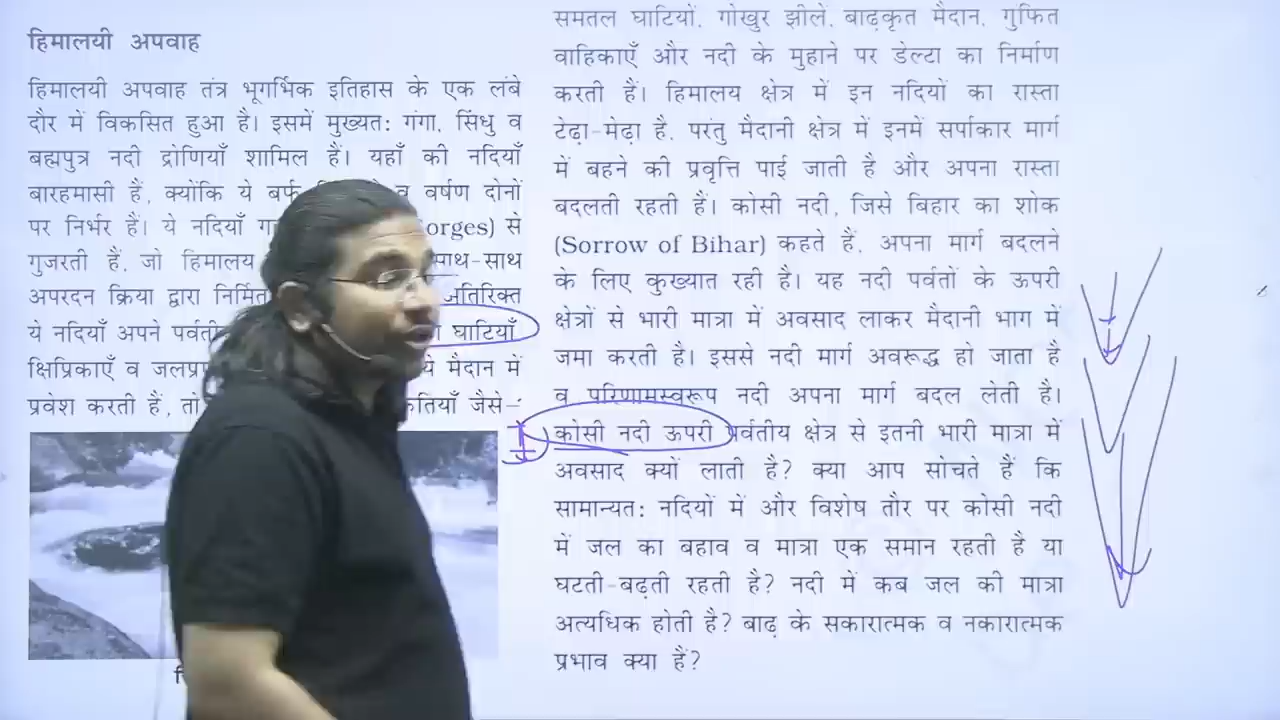 हिमालयी अपवाह
हिमालयी अपवाह तंत्र भूगर्भिक इतिहास के एक लंबे
दौर में विकसित हुआ है। इसमें मुख्यत: गंगा, सिंधु व
ब्रह्मपुत्र नदी द्रोणियाँ शामिल हैं। यहाँ की नदियाँ
बारहमासी हैं, क्योंकि ये बर्फ व वर्षण दोनों
पर निर्भर हैं। ये नदियाँ orges) से
गुजरती हैं, जो हिमालय साथ-साथ
अपरदन क्रिया द्वारा निर्मित
ये नदियाँ अपने घाटियाँ
क्षिप्रिकाएँ व ये मैदान में
प्रवेश करती हैं, तो जैसे-
समतल घाटियों, गोखुर झीलें, बाढ़कृत मैदान, गुंफित
वाहिकाएँ और नदी के मुहाने पर डेल्टा का निर्माण
करती हैं। हिमालय क्षेत्र में इन नदियों का रास्ता
टेढ़ा-मेढ़ा है, परंतु मैदानी क्षेत्र में इनमें सर्पाकार मार्ग
में बहने की प्रवृत्ति पाई जाती है और अपना रास्ता
बदलती रहती हैं। कोसी नदी, जिसे बिहार का शोक
(Sorrow of Bihar) कहते हैं, अपना मार्ग बदलने
के लिए कुख्यात रही है। यह नदी पर्वतों के ऊपरी
क्षेत्रों से भारी मात्रा में अवसाद लाकर मैदानी भाग में
जमा करती है। इससे नदी मार्ग अवरूद्ध हो जाता है
व परिणामस्वरूप नदी अपना मार्ग बदल लेती है।
कोसी नदी ऊपरी पर्वतीय क्षेत्र से इतनी भारी मात्रा में
अवसाद क्यों लाती है? क्या आप सोचते हैं कि
सामान्यत: नदियों में और विशेष तौर पर कोसी नदी
में जल का बहाव व मात्रा एक समान रहती है या
घटती-बढ़ती रहती है? नदी में कब जल की मात्रा
अत्यधिक होती है? बाढ़ के सकारात्मक व नकारात्मक
प्रभाव क्या हैं?